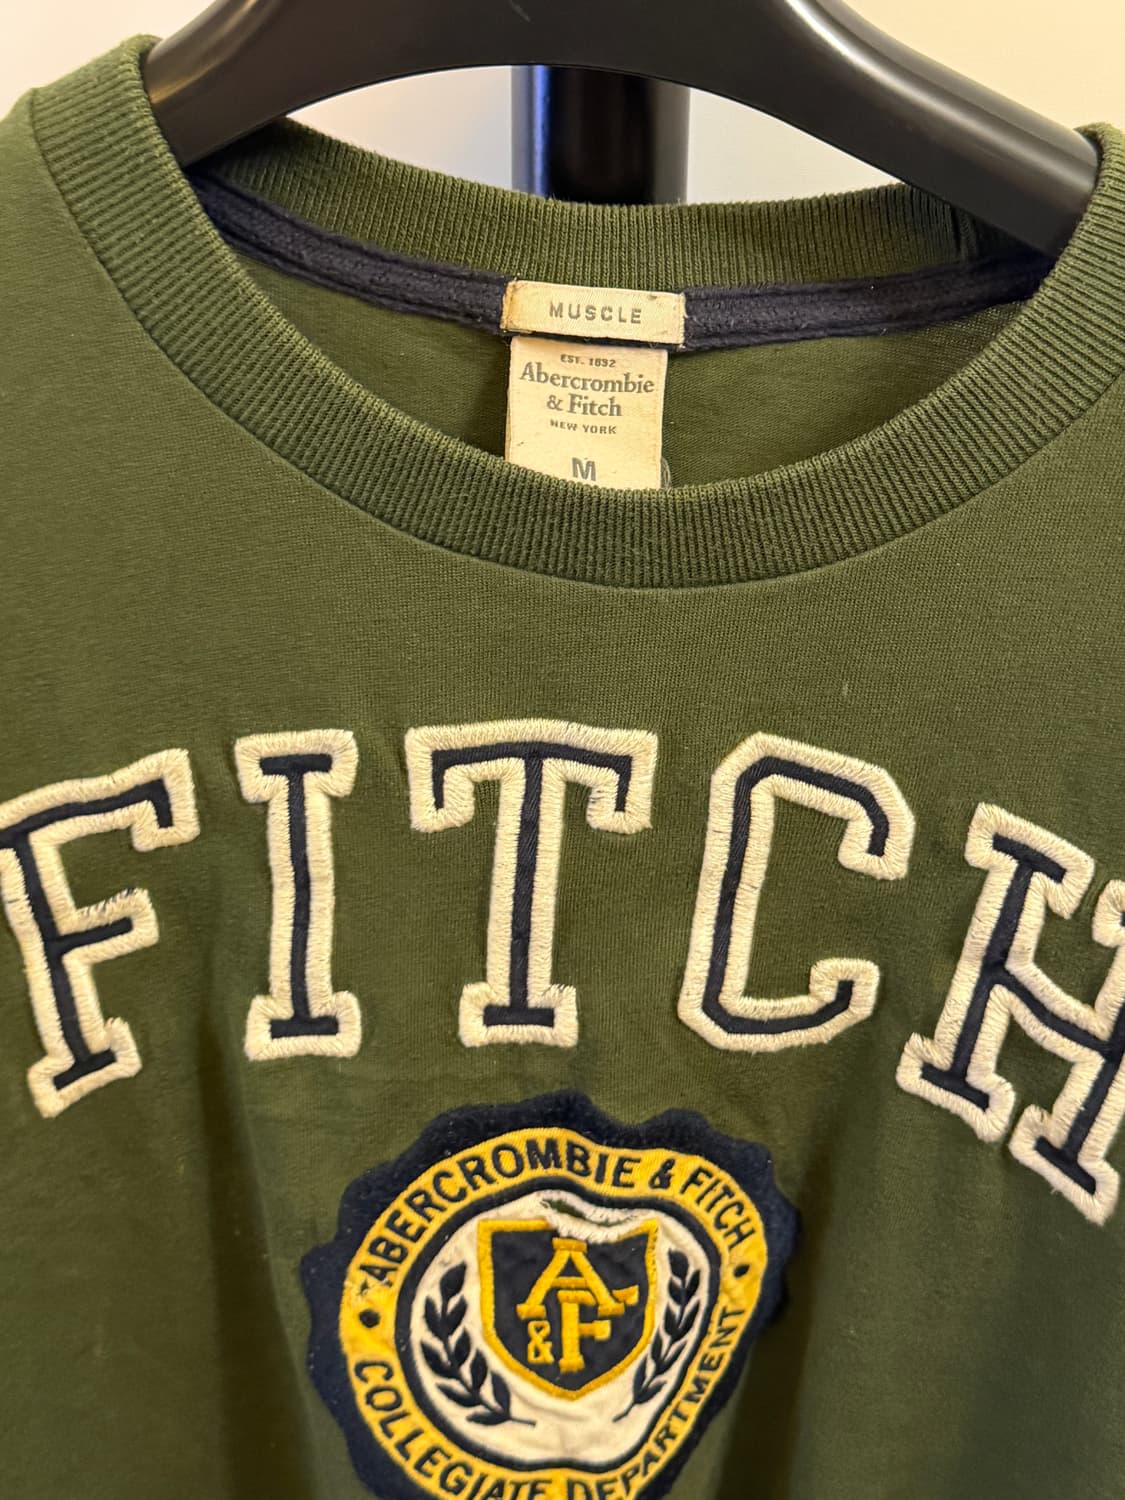 MUSCLE
EST. 1892
Abercrombie
& Fitch
NEW YORK
M
FITCH
ABERCROMBIE & FITCH
A
&F
COLLEGIATE DEPARTMENT